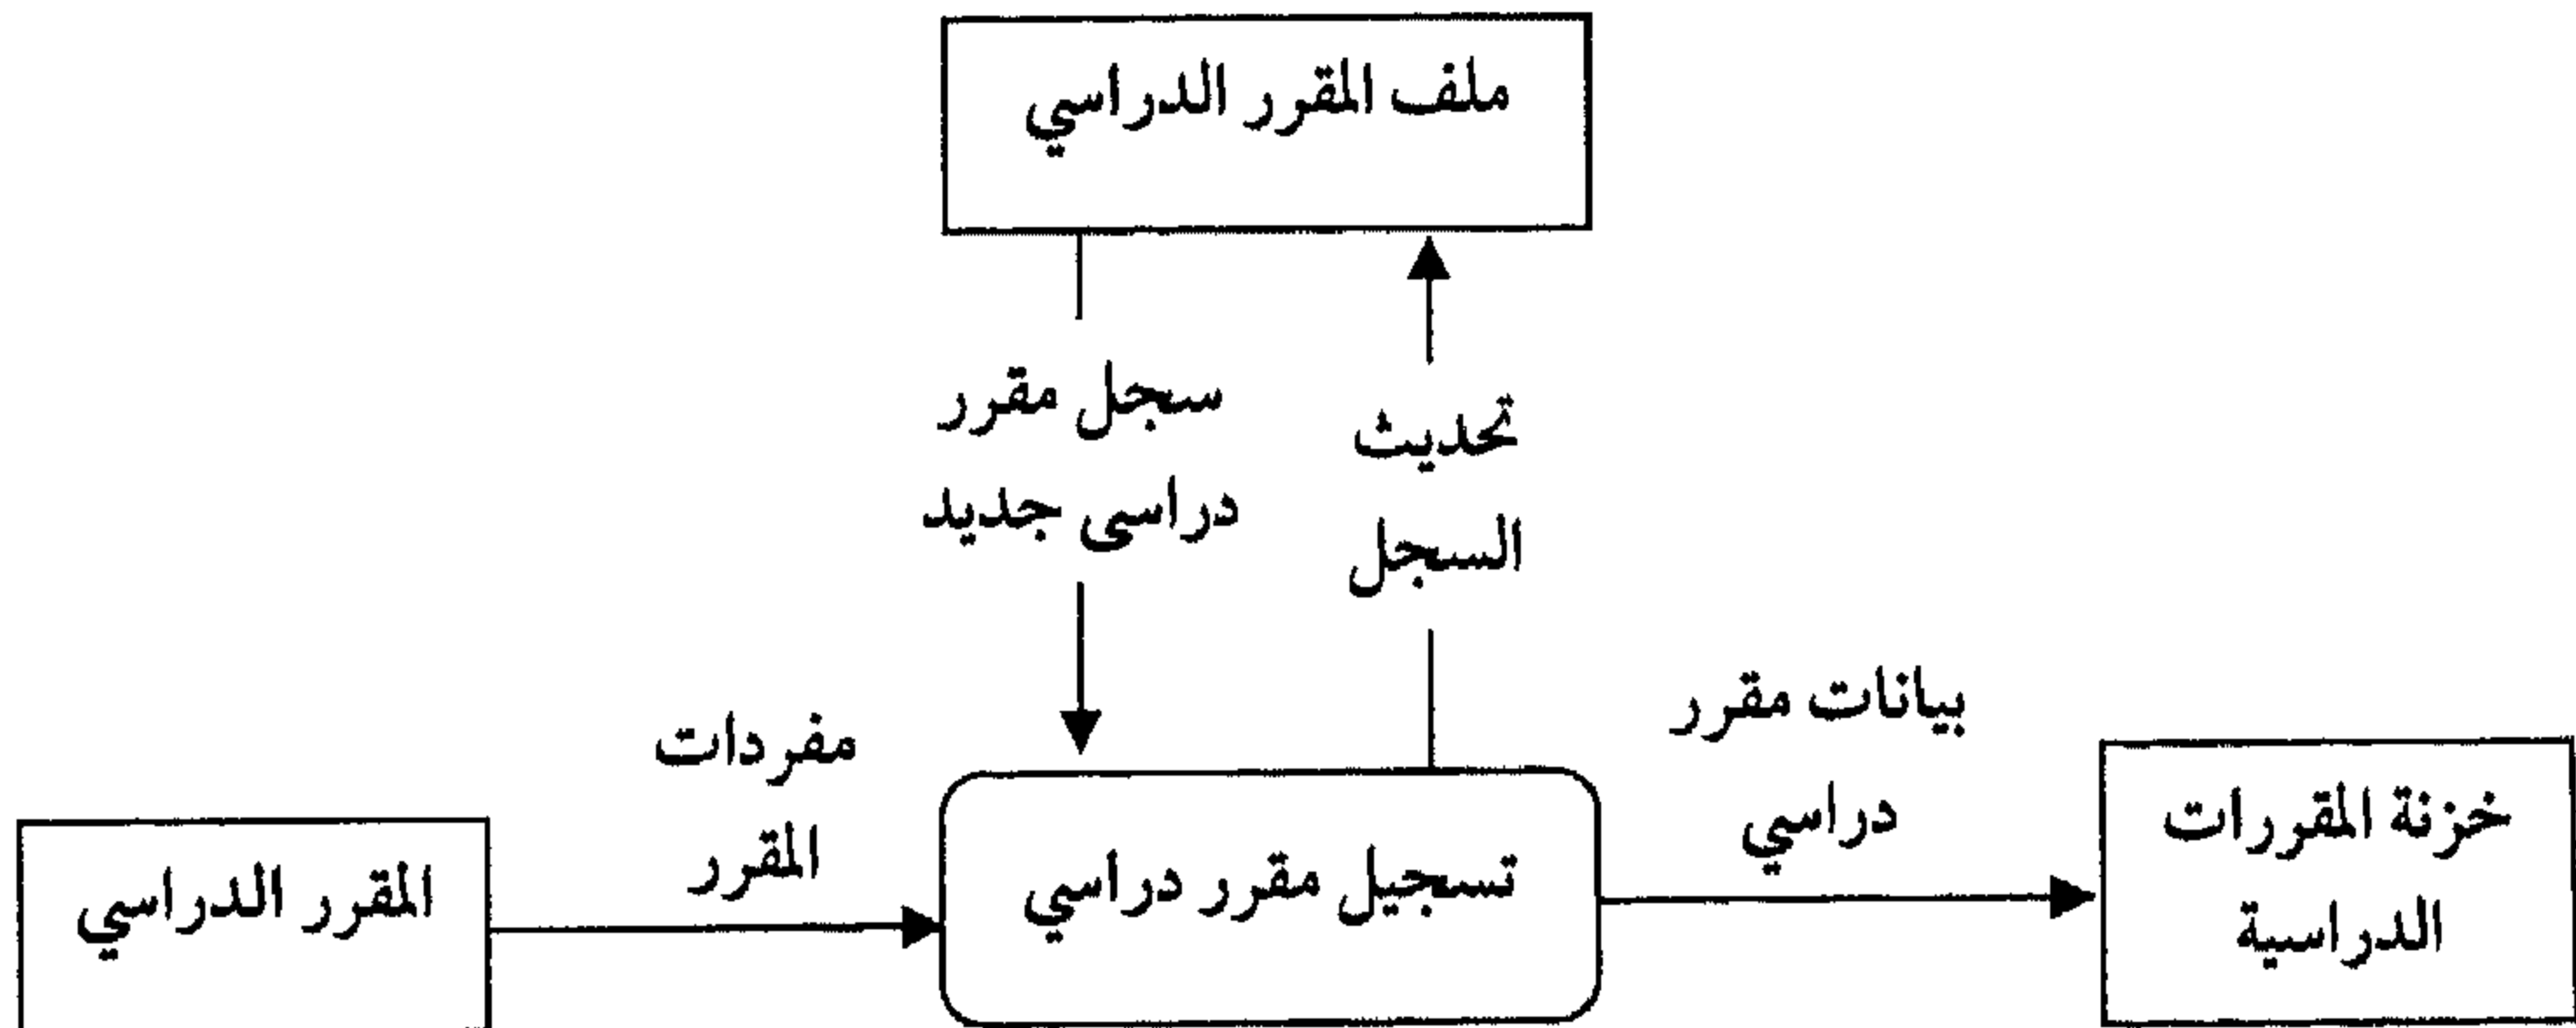 ملف المقرر الدراسي
سجل مقرر
دراسي جديد
تحديث
السجل
المقرر الدراسي
مفردات
المقرر
تسجيل مقرر دراسي
بيانات مقرر
دراسي
خزنة المقررات
الدراسية